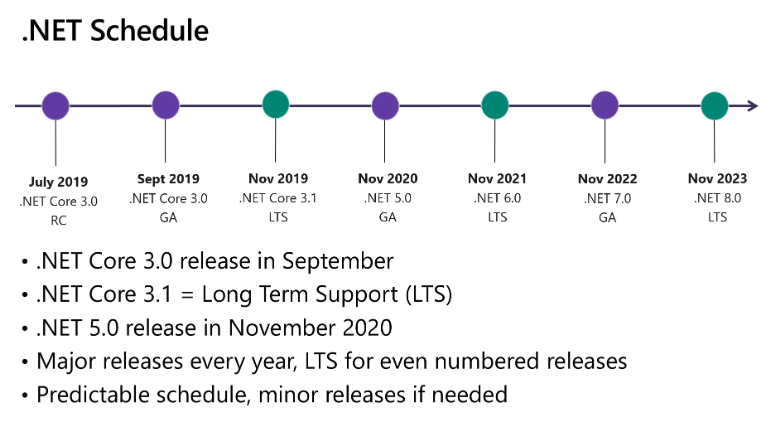 .NET Schedule
July 2019
.NET Core 3.0
RC
Sept 2019
.NET Core 3.0
GA
Nov 2019
.NET Core 3.1
LTS
Nov 2020
.NET 5.0
GA
Nov 2021
.NET 6.0
LTS
Nov 2022
.NET 7.0
GA
Nov 2023
.NET 8.0
LTS
• .NET Core 3.0 release in September
• .NET Core 3.1 = Long Term Support (LTS)
• .NET 5.0 release in November 2020
• Major releases every year, LTS for even numbered releases
• Predictable schedule, minor releases if needed